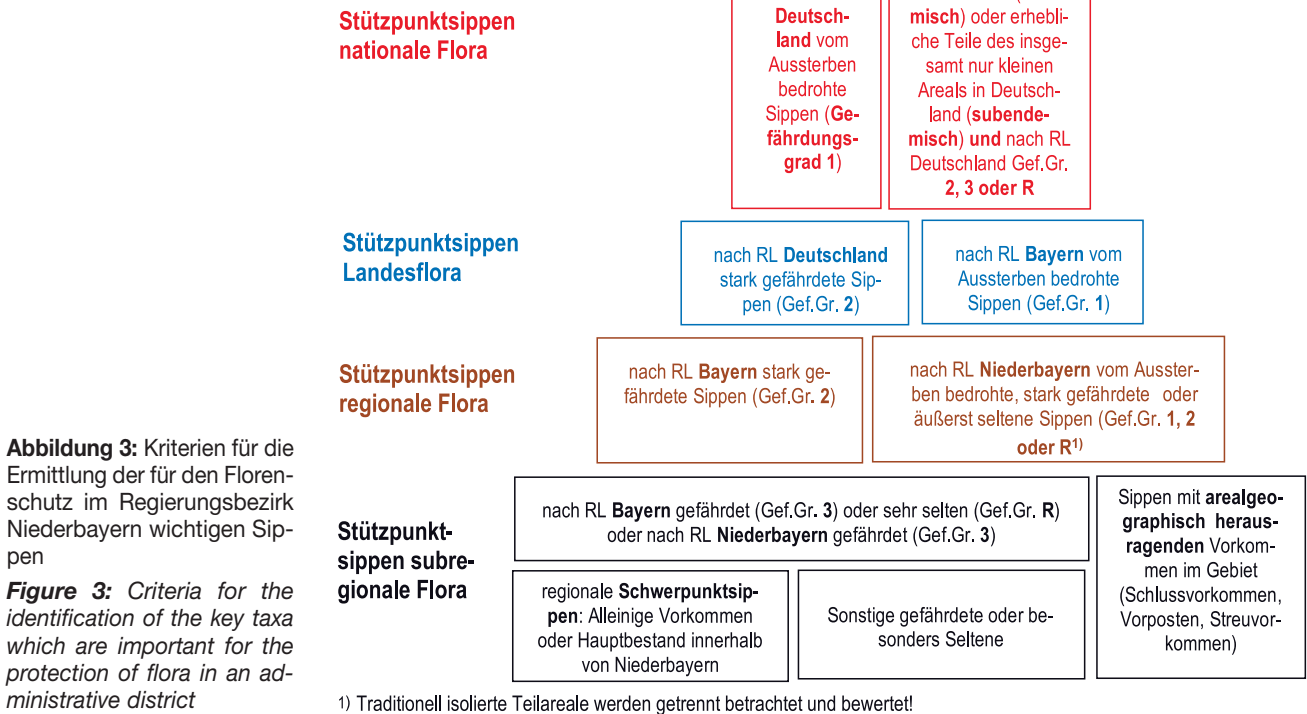 Stützpunktsippen
nationale Flora
Deutsch-
land vom
Aussterben
bedrohte
Sippen (Ge-
fährdungs-
grad 1)
misch) oder erhebli-
che Teile des insge-
samt nur kleinen
Areals in Deutsch-
land (subende-
misch) und nach RL
Deutschland Gef.Gr.
2, 3 oder R
Stützpunktsippen
Landesflora
nach RL Deutschland
stark gefährdete Sip-
pen (Gef.Gr. 2)
nach RL Bayern vom
Aussterben bedrohte
Sippen (Gef.Gr. 1)
Stützpunktsippen
regionale Flora
nach RL Bayern stark ge-
fährdete Sippen (Gef.Gr. 2)
nach RL Niederbayern vom Ausster-
ben bedrohte, stark gefährdete oder
äußerst seltene Sippen (Gef.Gr. 1, 2
oder R1)
Stützpunkt-
sippen subre-
gionale Flora
nach RL Bayern gefährdet (Gef.Gr. 3) oder sehr selten (Gef.Gr. R)
oder nach RL Niederbayern gefährdet (Gef.Gr. 3)
regionale Schwerpunktsip-
pen: Alleinige Vorkommen
oder Hauptbestand innerhalb
von Niederbayern
Sonstige gefährdete oder be-
sonders Seltene
Sippen mit arealgeo-
graphisch heraus-
ragenden Vorkom-
men im Gebiet
(Schlussvorkommen,
Vorposten, Streuvor-
kommen)
1) Traditionell isolierte Teilareale werden getrennt betrachtet und bewertet!
Abbildung 3: Kriterien für die
Ermittlung der für den Floren-
schutz im Regierungsbezirk
Niederbayern wichtigen Sip-
pen
Figure 3: Criteria for the
identification of the key taxa
which are important for the
protection of flora in an ad-
ministrative district